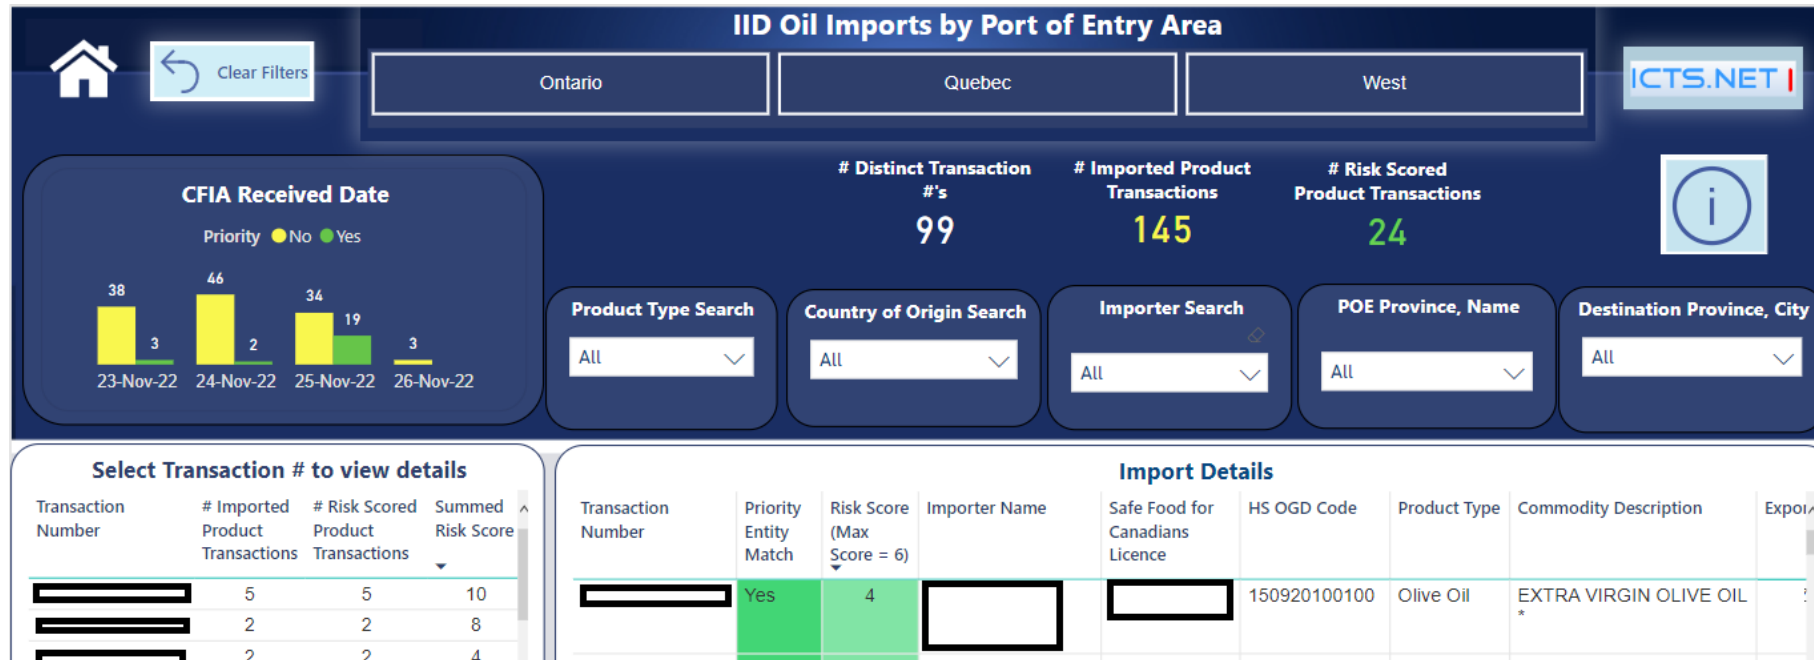 IID Oil Imports by Port of Entry Area
Clear Filters
Ontario
Quebec
West
ICTS.NET
CFIA Received Date
Priority No Yes
38
3
46
2
34
19
3
23-Nov-22 24-Nov-22 25-Nov-22 26-Nov-22
# Distinct Transaction
#'s
99
# Imported Product
Transactions
145
# Risk Scored
Product Transactions
24
i
Product Type Search
All
Country of Origin Search
All
Importer Search
All
POE Province, Name
All
Destination Province, City
All
Select Transaction # to view details
Transaction
Number
# Imported
Product
Transactions
# Risk Scored
Product
Transactions
Summed
Risk Score
5 5 10
2 2 8
2 2 4
Import Details
Transaction
Number
Priority
Entity
Match
Risk Score
(Max
Score = 6)
Importer Name
Safe Food for
Canadians
Licence
HS OGD Code
Product Type
Commodity Description
Yes
4
150920100100
Olive Oil
EXTRA VIRGIN OLIVE OIL
*